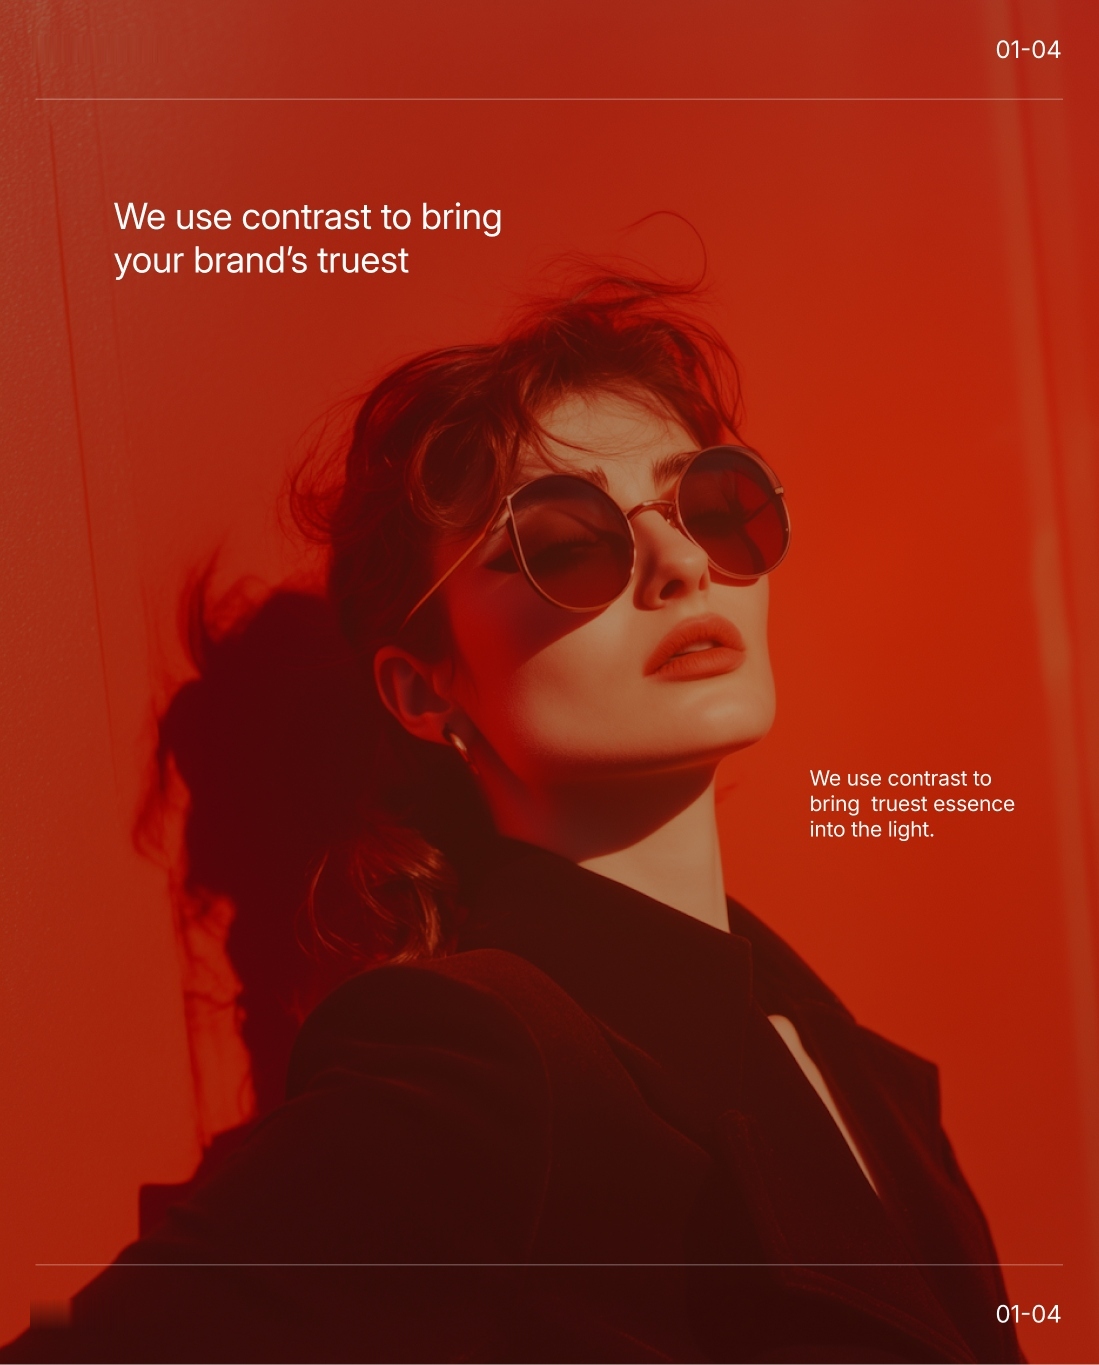 01-04
We use contrast to bring
your brand’s truest
We use contrast to
bring  truest essence
into the light.
01-04